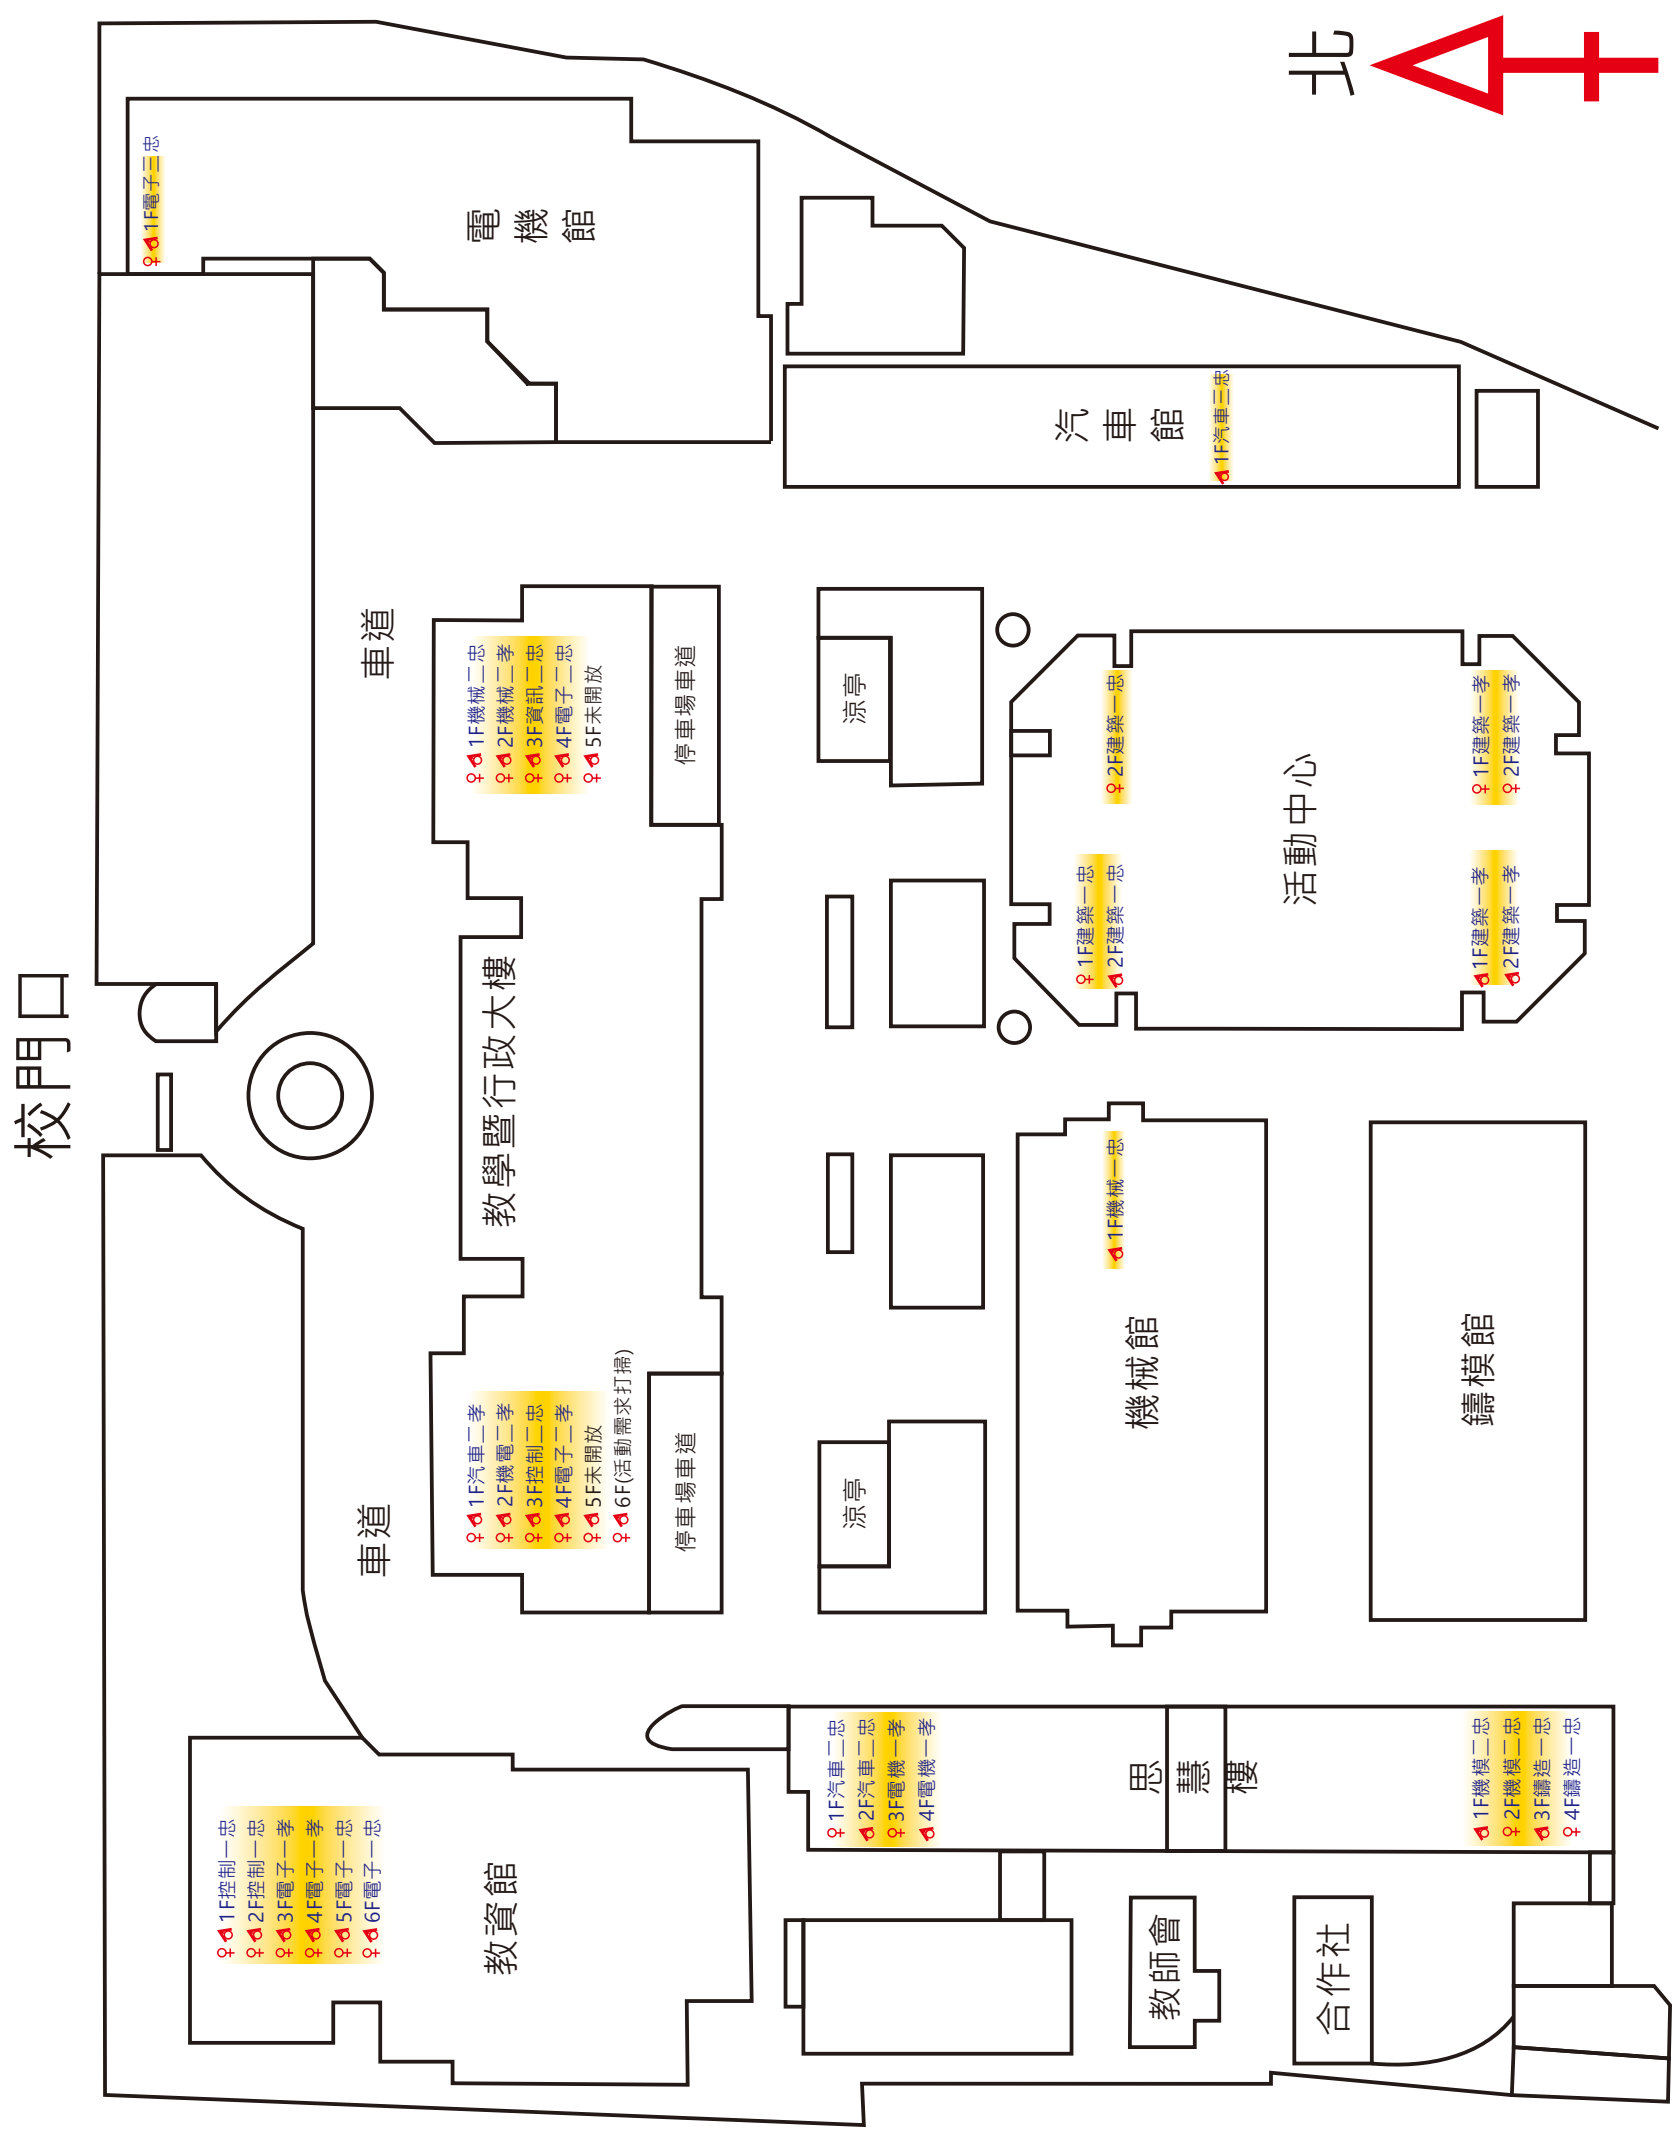 北
校門口
電機館
1F電子三忠
汽車館
1F汽車三忠
車道
1F機械二忠
2F機械二孝
3F資訊二忠
4F電子二忠
5F未開放
停車場車道
涼亭
教學暨行政大樓
活動中心
2F建築一忠
1F建築一孝
2F建築一孝
1F建築一忠
2F建築一忠
1F建築一孝
2F建築一孝
車道
1F汽車二孝
2F機電二孝
3F控制二忠
4F電子二孝
5F未開放
6F(活動需求打掃)
停車場車道
涼亭
機械館
1F機械一忠
鑄模館
教資館
1F控制一忠
2F控制一忠
3F電子一孝
4F電子一孝
5F電子一忠
6F電子一忠
思慧樓
1F汽車二忠
2F汽車二忠
3F電機一孝
4F電機一孝
1F機模二忠
2F機模二忠
3F鑄造一忠
4F鑄造一忠
教師會
合作社